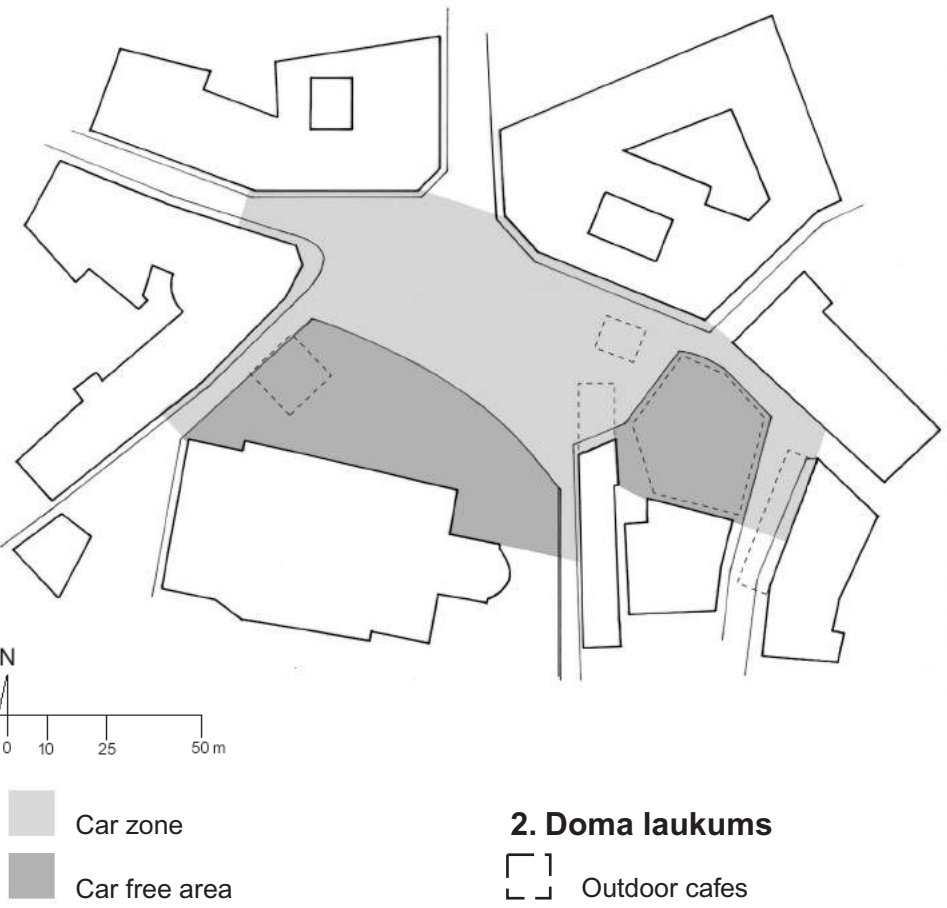 N
0 10 25 50 m
Car zone
2. Doma laukums
Car free area
Outdoor cafes